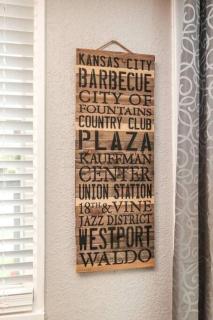 KANSAS CITY
BARBECUE
CITY OF
FOUNTAINS
COUNTRY CLUB
PLAZA
KAUFFMAN
CENTER
UNION STATION
18TH & VINE
JAZZ DISTRICT
WESTPORT
WALDO